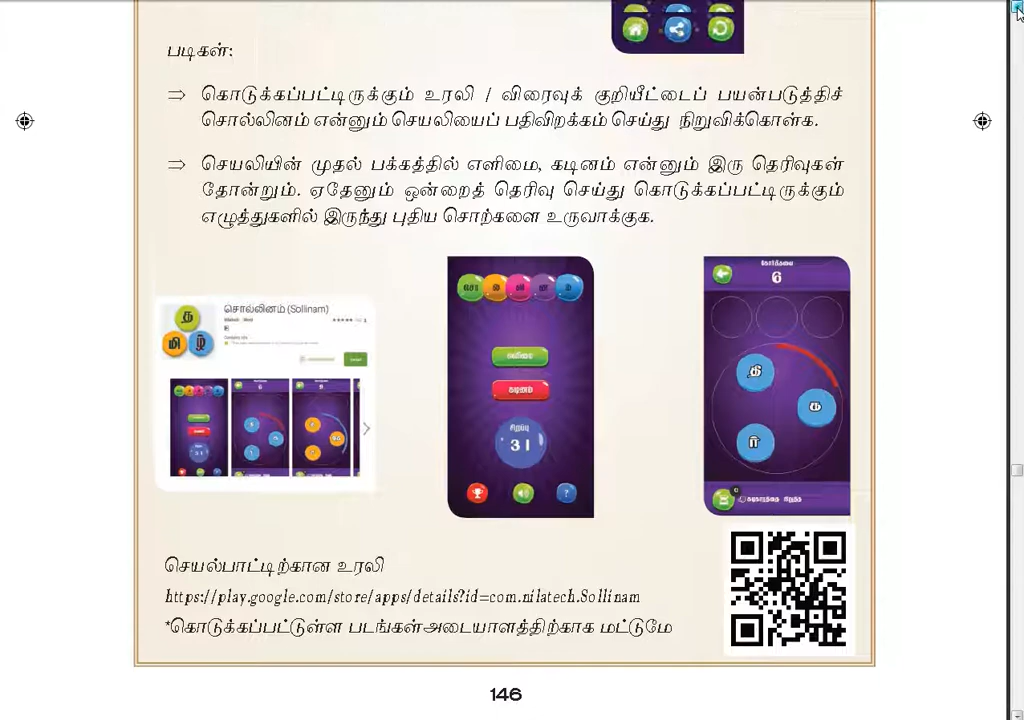 படிகள்:
⇒ கொடுக்கப்பட்டிருக்கும் உரலி / விரைவுக் குறியீட்டைப் பயன்படுத்திச்
சொல்லினம் என்னும் செயலியைப் பதிவிறக்கம் செய்து நிறுவிக்கொள்க.
⇒ செயலியின் முதல் பக்கத்தில் எளிமை, கடினம் என்னும் இரு தெரிவுகள்
தோன்றும். ஏதேனும் ஒன்றைத் தெரிவு செய்து கொடுக்கப்பட்டிருக்கும்
எழுத்துகளில் இருந்து புதிய சொற்களை உருவாக்குக.
சொல்லினம் (Sollinam)
த
மி
ழ்
கடினம்
சிறப்பு
31
6
க
செயல்பாட்டிற்கான உரலி
https://play.google.com/store/apps/details?id=com.nilatech.Sollinam
*கொடுக்கப்பட்டுள்ள படங்கள்அடையாளத்திற்காக மட்டுமே
146